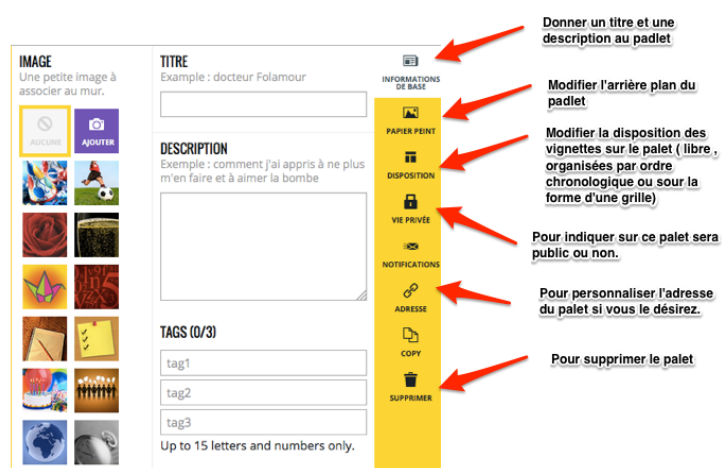 IMAGE
Une petite image à
associer au mur.
AUCUNE
AJOUTER
TITRE
Example : docteur Folamour
DESCRIPTION
Exemple : comment j'ai appris à ne plus
m'en faire et à aimer la bombe
TAGS (0/3)
tag1
tag2
tag3
Up to 15 letters and numbers only.
INFORMATIONS
DE BASE
PAPIER PEINT
DISPOSITION
VIE PRIVÉE
NOTIFICATIONS
ADRESSE
COPY
SUPPRIMER
Donner un titre et une
description au padlet
Modifier l'arrière plan du
padlet
Modifier la disposition des
vignettes sur le palet ( libre ,
organisées par ordre
chronologique ou sour la
forme d'une grille)
Pour indiquer sur ce palet sera
public ou non.
Pour personnaliser l'adresse
du palet si vous le désirez.
Pour supprimer le palet